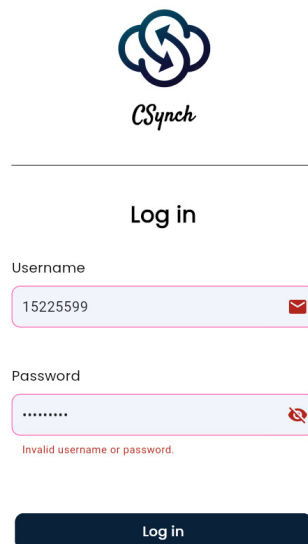 CSynch
Log in
Username
15225599
Password
•••••••••
Invalid username or password.
Log in